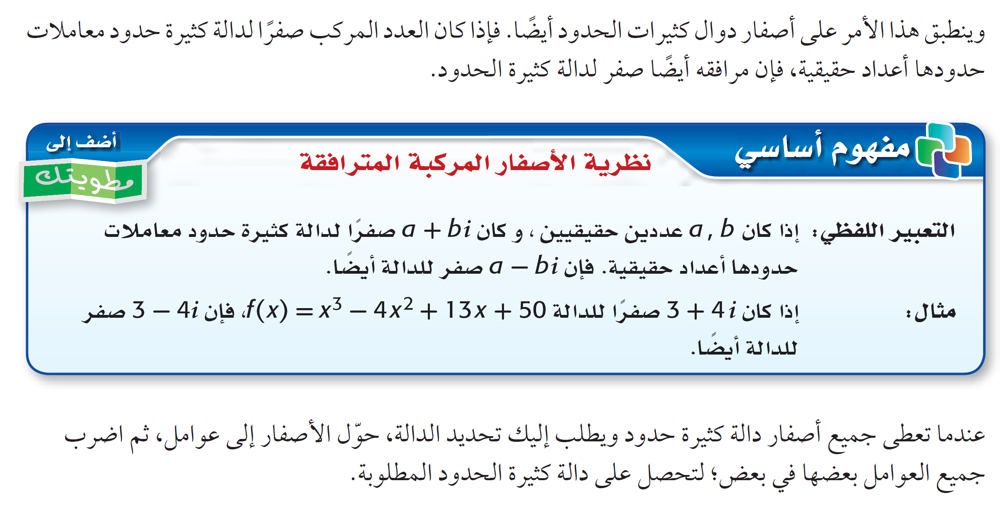 وينطبق هذا الأمر على أصفار دوال كثيرات الحدود أيضًا. فإذا كان العدد المركب صفرًا لدالة كثيرة حدود معاملات
حدودها أعداد حقيقية، فإن مرافقه أيضًا صفر لدالة كثيرة الحدود.
مفهوم أساسي
نظرية الأصفار المركبة المترافقة
أضف إلى
مطويتك
التعبير اللفظي: إذا كان a , b عددين حقيقيين ، و كان a + bi صفرًا لدالة كثيرة حدود معاملات
حدودها أعداد حقيقية. فإن a − bi صفر للدالة أيضًا.
مثال: إذا كان 3 + 4i صفرًا للدالة f(x) = x³ − 4x² + 13x + 50، فإن 3 − 4i صفر
للدالة أيضًا.
عندما تعطى جميع أصفار دالة كثيرة حدود ويطلب إليك تحديد الدالة، حوّل الأصفار إلى عوامل، ثم اضرب
جميع العوامل بعضها في بعض؛ لتحصل على دالة كثيرة الحدود المطلوبة.